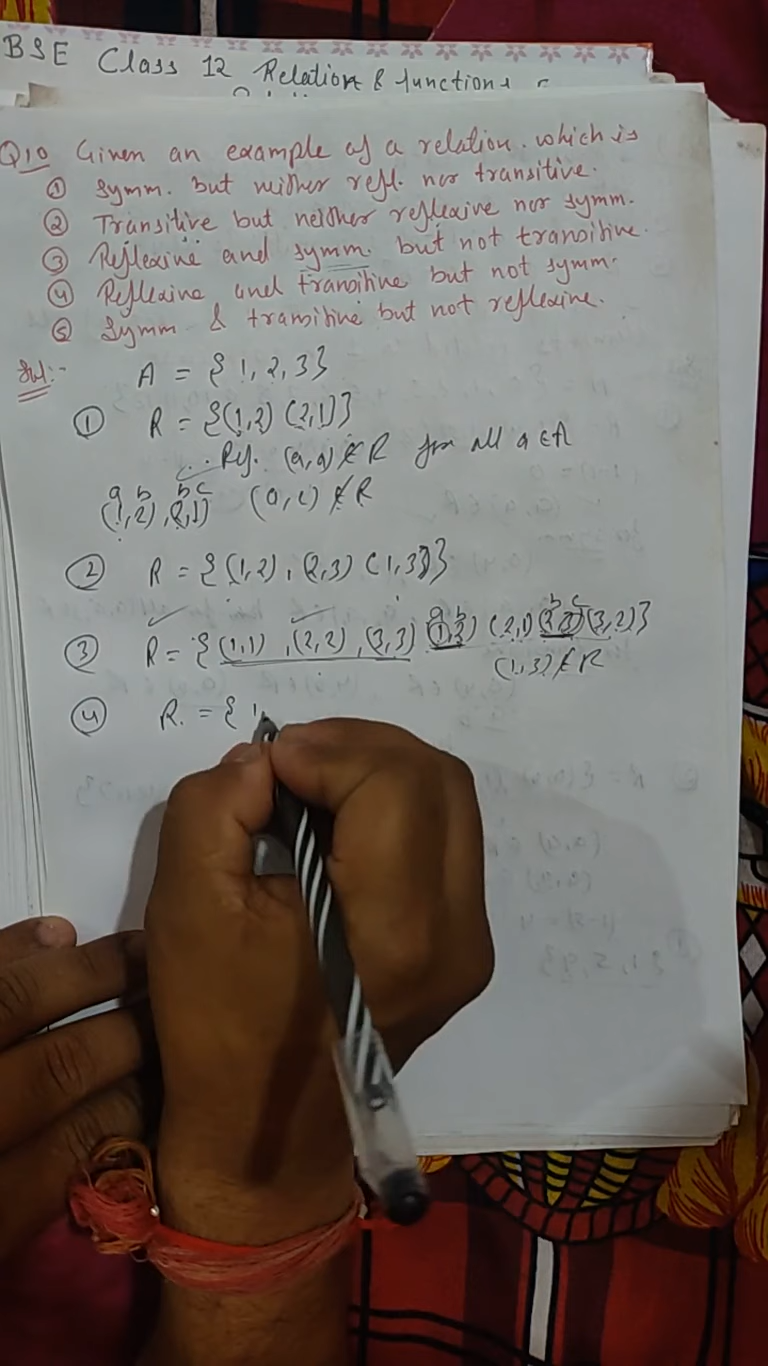 BSE Class 12 Relation & functions
Q10 Given an example of a relation. which is
① Symm. but neither refl. nor transitive.
② Transitive but neither reflexive nor symm.
③ Reflexive and symm. but not transitive.
④ Reflexive and transitive but not symm.
⑤ Symm & transitive but not reflexive.
Sol:- A = {1, 2, 3}
① R = {(1,2) (2,1)}
∴ Ref. (a,a) ∉ R for all a ∈ A
a b b c
(1,2), (2,1) (a,c) ∉ R
② R = {(1,2), (2,3) (1,3)}
a b b c
③ R = {(1,1), (2,2), (3,3) (1,2) (2,1) (2,3) (3,2)}
(1,3) ∉ R
④ R. = {1